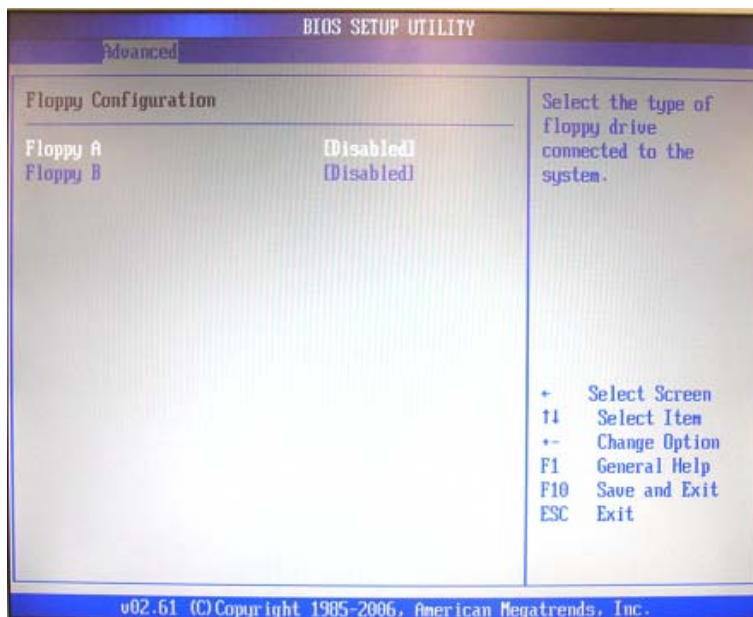 BIOS SETUP UTILITY
Advanced
Floppy Configuration
Floppy A [Disabled]
Floppy B [Disabled]
Select the type of
floppy drive
connected to the
system.
← Select Screen
↑↓ Select Item
+- Change Option
F1 General Help
F10 Save and Exit
ESC Exit
v02.61 (C)Copyright 1985-2006, American Megatrends, Inc.